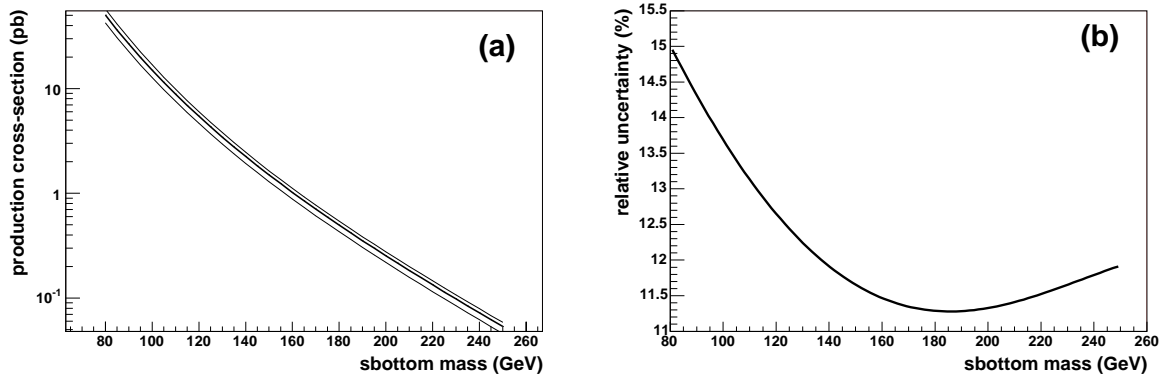 (a)
production cross-section (pb)
10
1
10-1
80 100 120 140 160 180 200 220 240 260
sbottom mass (GeV)
(b)
relative uncertainty (%)
15.5
15
14.5
14
13.5
13
12.5
12
11.5
11
80 100 120 140 160 180 200 220 240 260
sbottom mass (GeV)